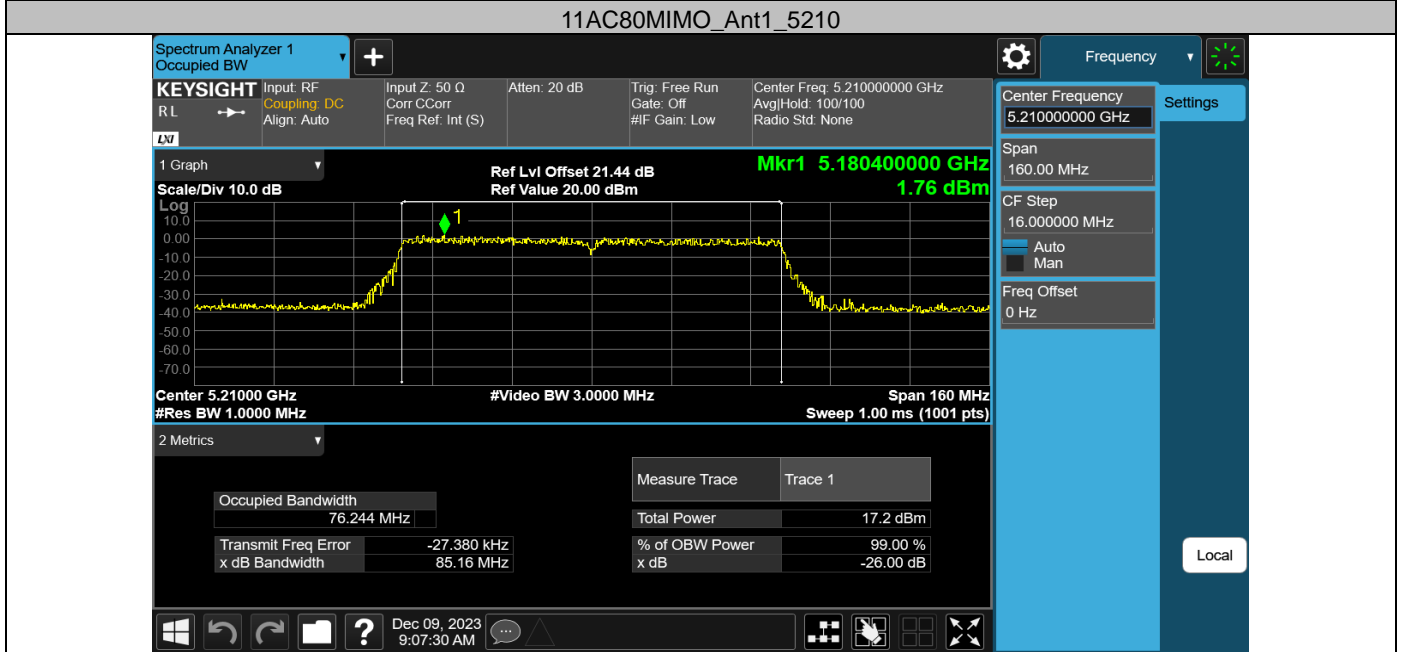 11AC80MIMO_Ant1_5210
Spectrum Analyzer 1
Occupied BW
+
Frequency
KEYSIGHT
RL
LXI
Input: RF
Coupling: DC
Align: Auto
Input Z: 50 Ω
Corr CCorr
Freq Ref: Int (S)
Atten: 20 dB
Trig: Free Run
Gate: Off
#IF Gain: Low
Center Freq: 5.210000000 GHz
Avg|Hold: 100/100
Radio Std: None
Center Frequency
5.210000000 GHz
Settings
Span
160.00 MHz
CF Step
16.000000 MHz
Auto
Man
Freq Offset
0 Hz
Local
1 Graph
Scale/Div 10.0 dB
Ref Lvl Offset 21.44 dB
Ref Value 20.00 dBm
Mkr1 5.180400000 GHz
1.76 dBm
Log
10.0
0.00
-10.0
-20.0
-30.0
-40.0
-50.0
-60.0
-70.0
1
Center 5.21000 GHz
#Res BW 1.0000 MHz
#Video BW 3.0000 MHz
Span 160 MHz
Sweep 1.00 ms (1001 pts)
2 Metrics
Measure Trace Trace 1
Occupied Bandwidth
76.244 MHz
Total Power 17.2 dBm
Transmit Freq Error -27.380 kHz
% of OBW Power 99.00 %
x dB Bandwidth 85.16 MHz
x dB -26.00 dB
?
Dec 09, 2023
9:07:30 AM